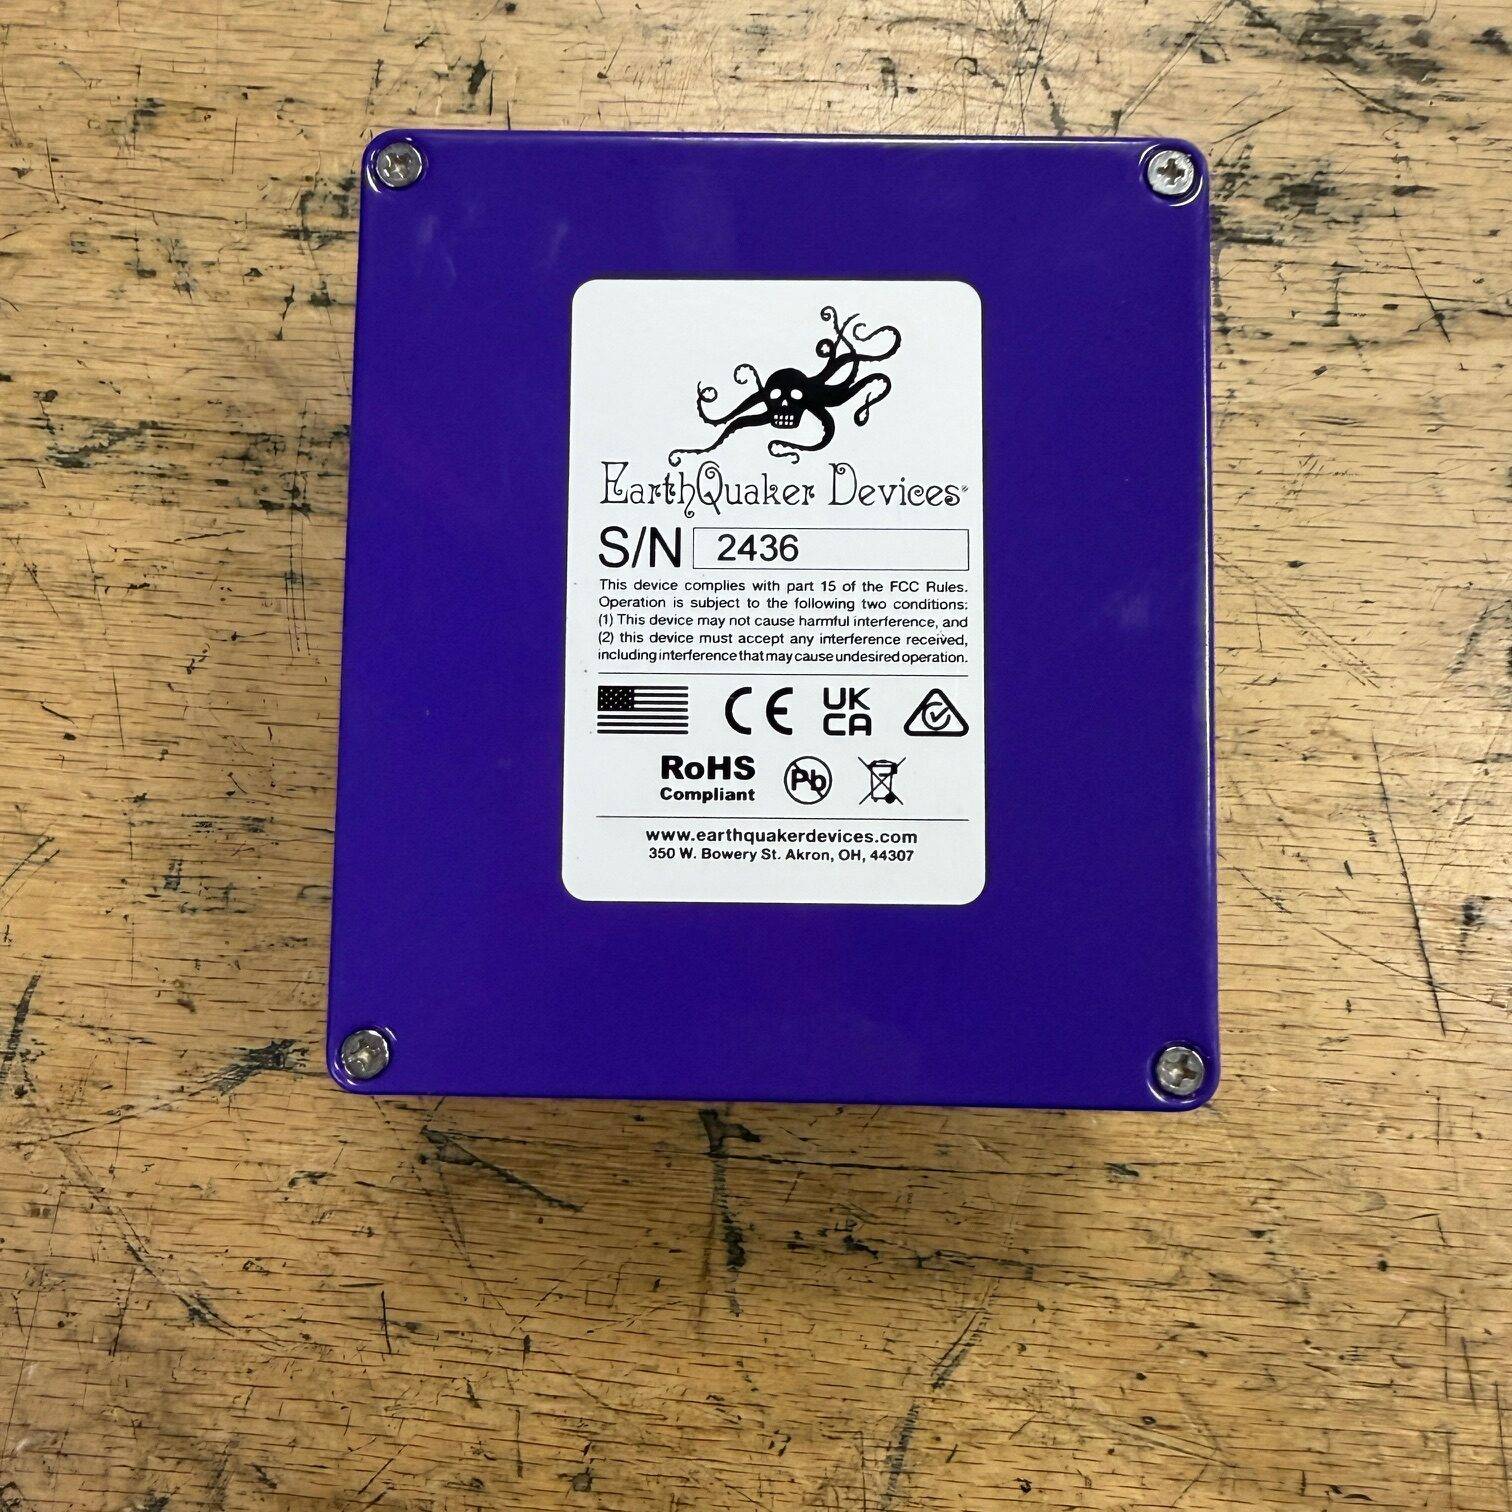 EarthQuaker Devices
S/N 2436
This device complies with part 15 of the FCC Rules.
Operation is subject to the following two conditions:
(1) This device may not cause harmful interference, and
(2) this device must accept any interference received,
including interference that may cause undesired operation.
CE UK
CA
RoHS
Compliant
Pb
www.earthquakerdevices.com
350 W. Bowery St. Akron, OH, 44307